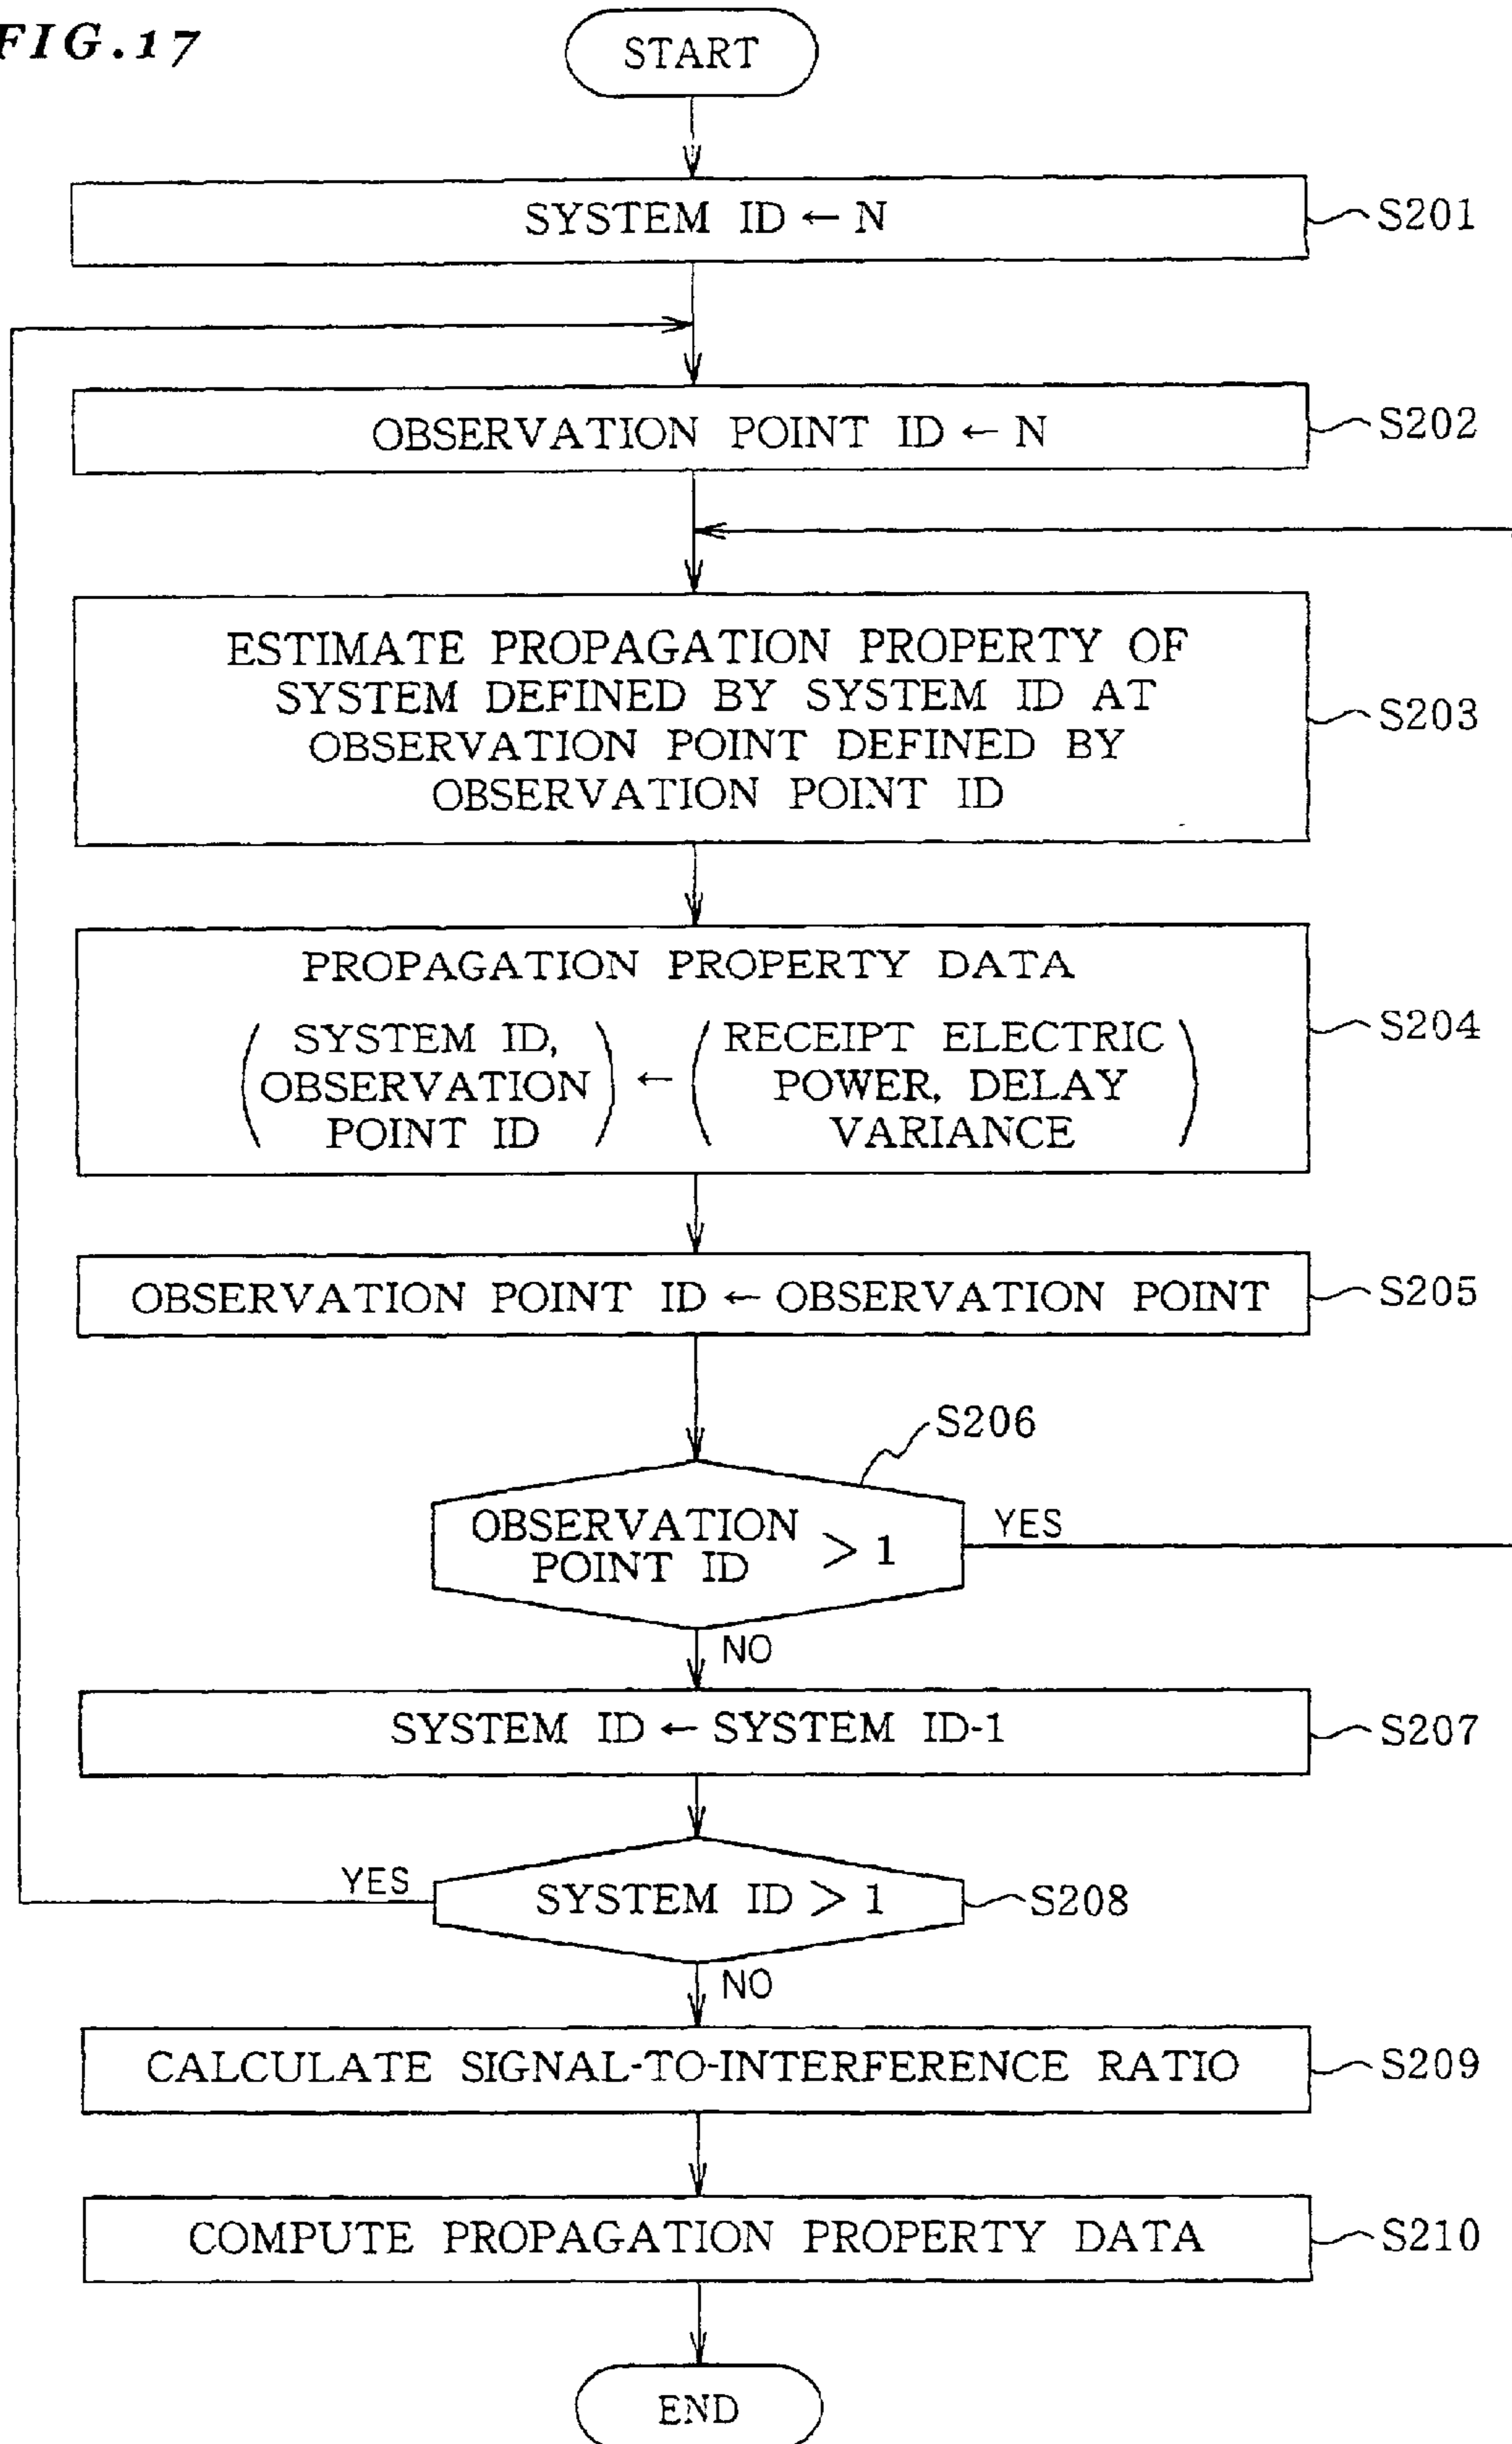 FIG.17
START
SYSTEM ID ← N
S201
OBSERVATION POINT ID ← N
S202
ESTIMATE PROPAGATION PROPERTY OF
SYSTEM DEFINED BY SYSTEM ID AT
OBSERVATION POINT DEFINED BY
OBSERVATION POINT ID
S203
PROPAGATION PROPERTY DATA
( SYSTEM ID,
OBSERVATION
POINT ID ) ← ( RECEIPT ELECTRIC
POWER, DELAY
VARIANCE )
S204
OBSERVATION POINT ID ← OBSERVATION POINT
S205
S206
OBSERVATION
POINT ID > 1
YES
NO
SYSTEM ID ← SYSTEM ID-1
S207
YES
SYSTEM ID > 1
S208
NO
CALCULATE SIGNAL-TO-INTERFERENCE RATIO
S209
COMPUTE PROPAGATION PROPERTY DATA
S210
END